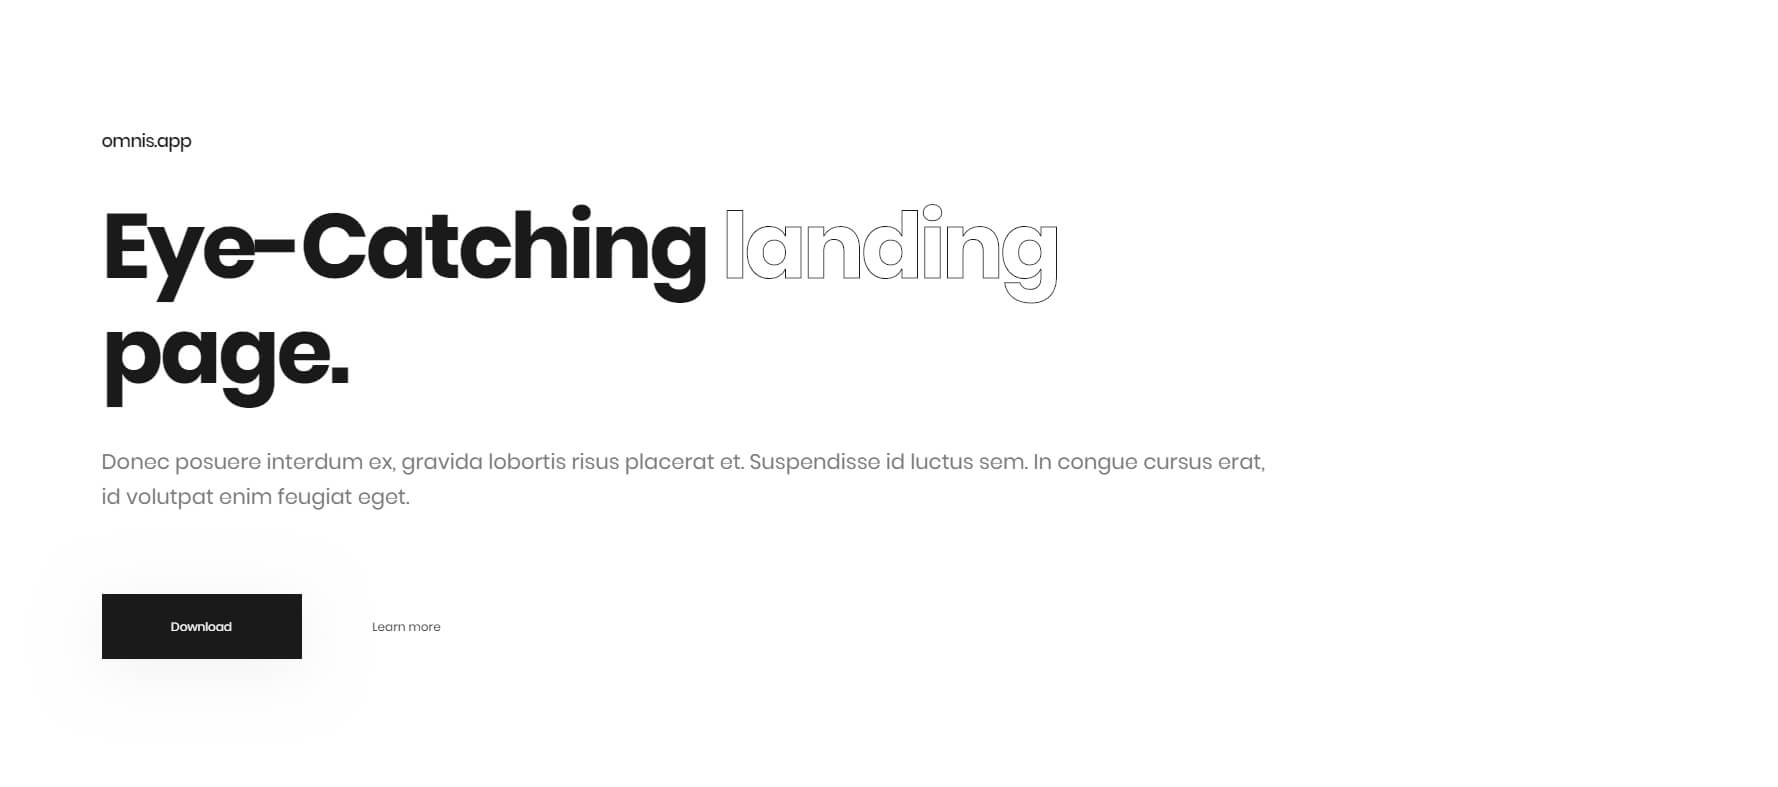 omnis.app
Eye-Catching landing
page.
Donec posuere interdum ex, gravida lobortis risus placerat et. Suspendisse id luctus sem. In congue cursus erat,
id volutpat enim feugiat eget.
Download
Learn more